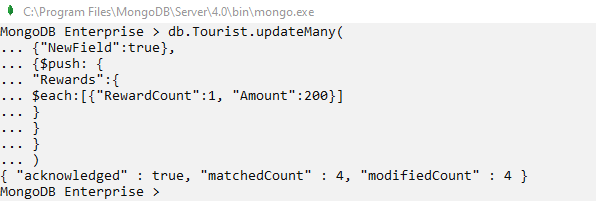 C:\Program Files\MongoDB\Server\4.0\bin\mongo.exe
MongoDB Enterprise > db.Tourist.updateMany(
... {"NewField":true},
... {$push: {
... "Rewards":{
... $each:[{"RewardCount":1, "Amount":200}]
... }
... }
... }
... )
{ "acknowledged" : true, "matchedCount" : 4, "modifiedCount" : 4 }
MongoDB Enterprise >